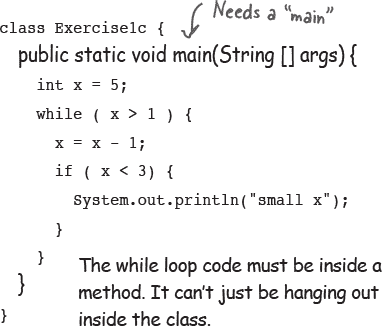 Needs a "main"
class Exercise1c {
public static void main(String [] args) {
int x = 5;
while ( x > 1 ) {
x = x - 1;
if ( x < 3) {
System.out.println("small x");
}
}
}
The while loop code must be inside a
method. It can't just be hanging out
inside the class.
}